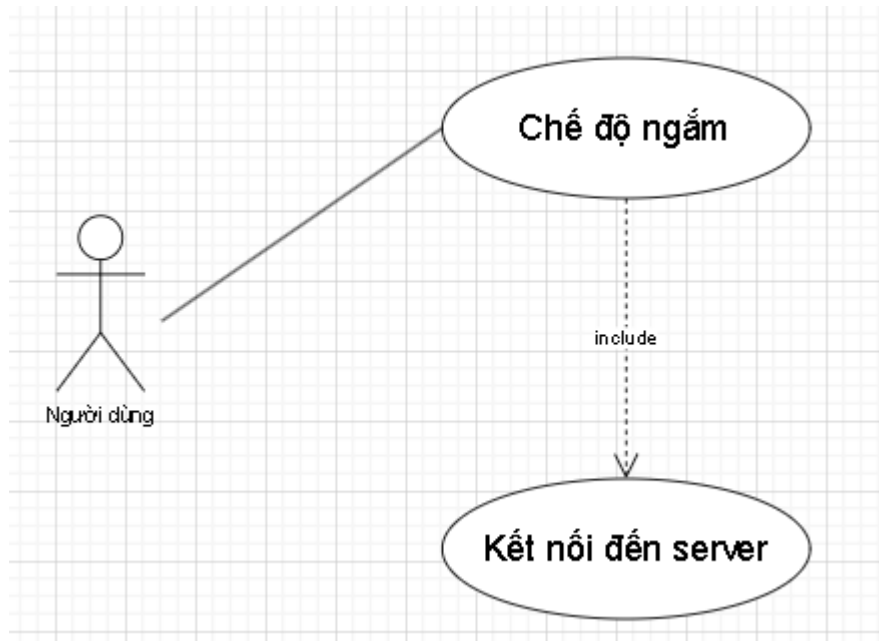 Chế độ ngắm
include
Người dùng
Kết nối đến server